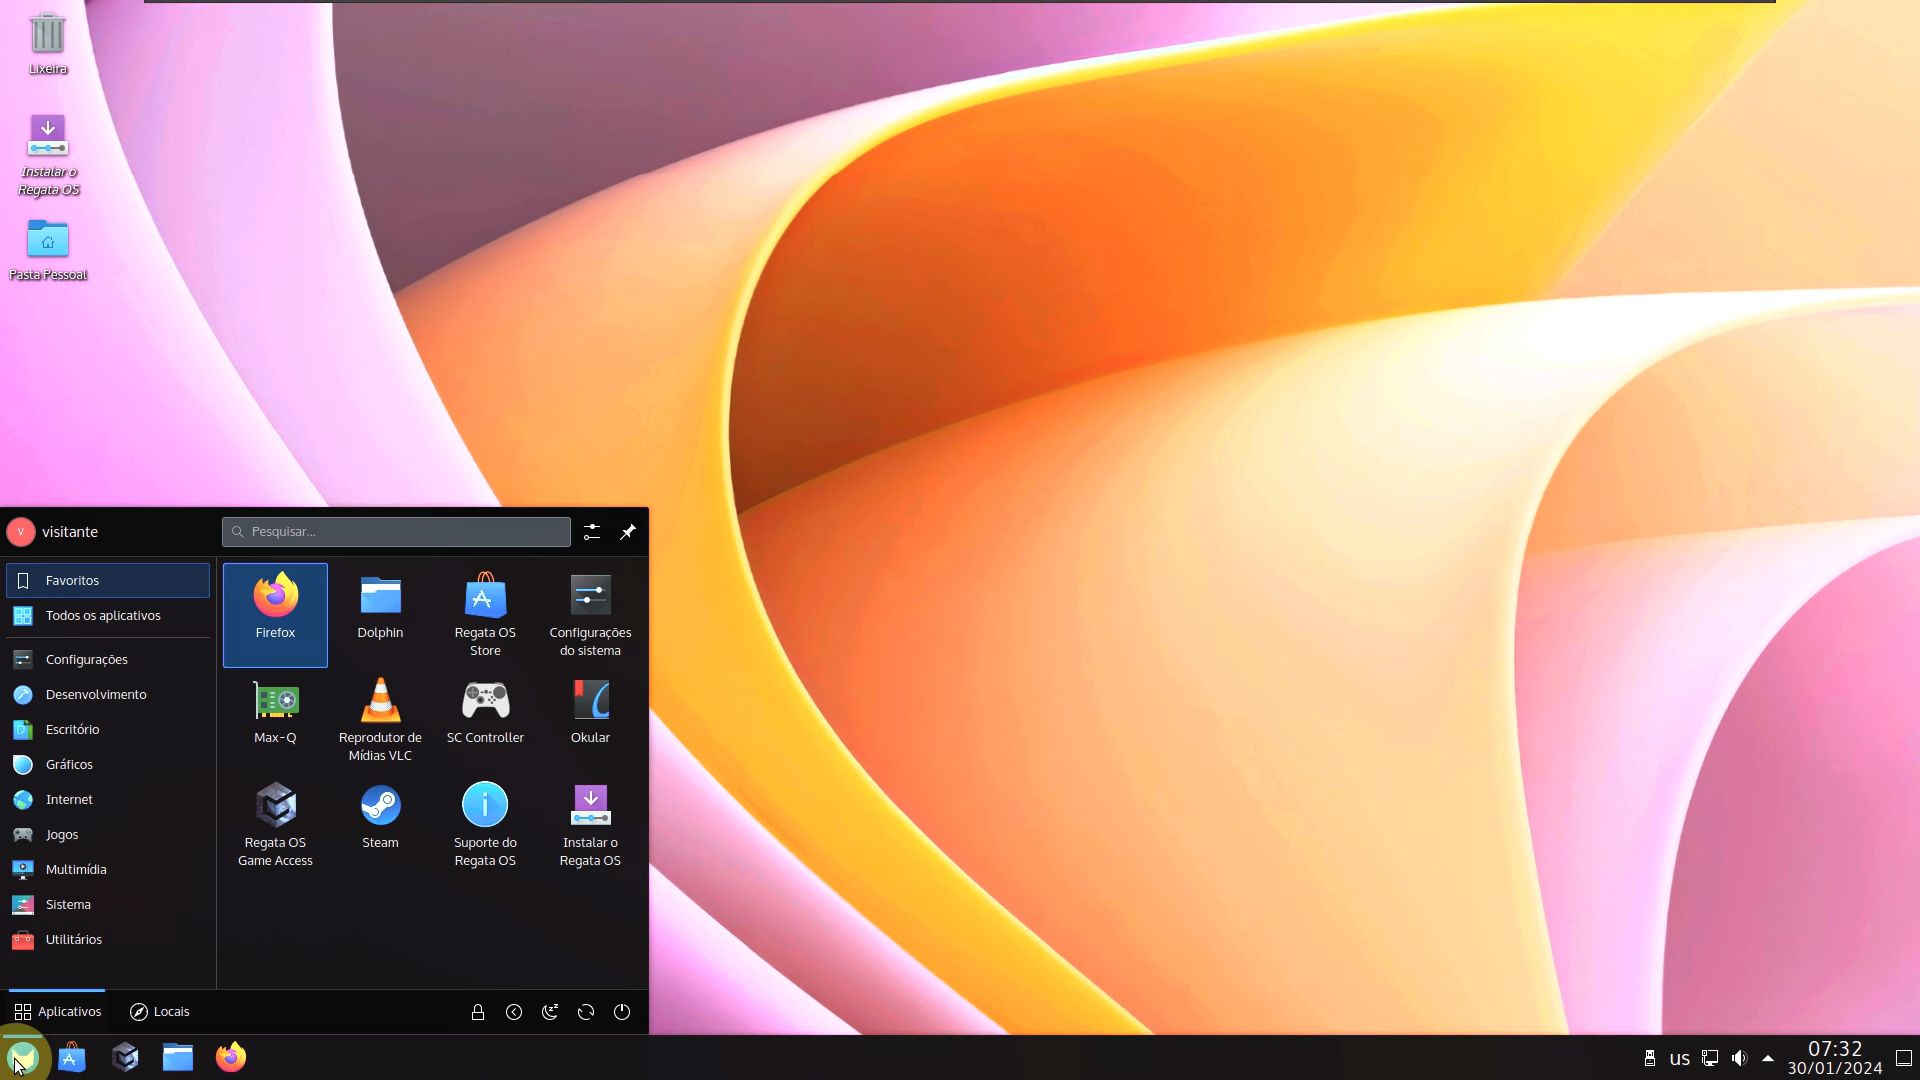 Lixeira
Instalar o
Regata OS
Pasta Pessoal
V
visitante
Pesquisar...
Favoritos
Todos os aplicativos
Configurações
Desenvolvimento
Escritório
Gráficos
Internet
Jogos
Multimídia
Sistema
Utilitários
Firefox
Dolphin
Regata OS
Store
Configurações
do sistema
Max-Q
Reprodutor de
Mídias VLC
SC Controller
Okular
Regata OS
Game Access
Steam
Suporte do
Regata OS
Instalar o
Regata OS
Aplicativos
Locais
us
07:32
30/01/2024